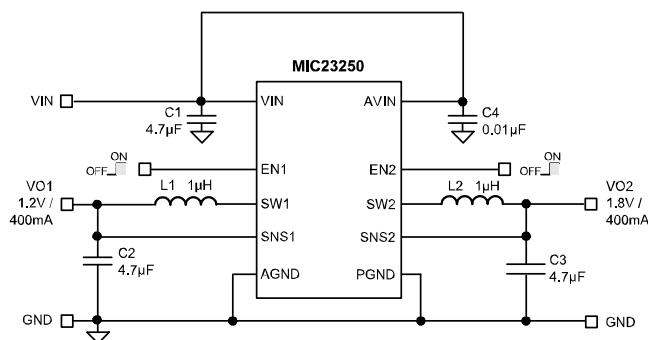 MIC23250
VIN
VIN
AVIN
C1
4.7µF
C4
0.01µF
ON
OFF
EN1
EN2
ON
OFF
VO1
1.2V /
400mA
L1 1µH
SW1
SW2
L2 1µH
VO2
1.8V /
400mA
SNS1
SNS2
C2
4.7µF
AGND
PGND
C3
4.7µF
GND
GND